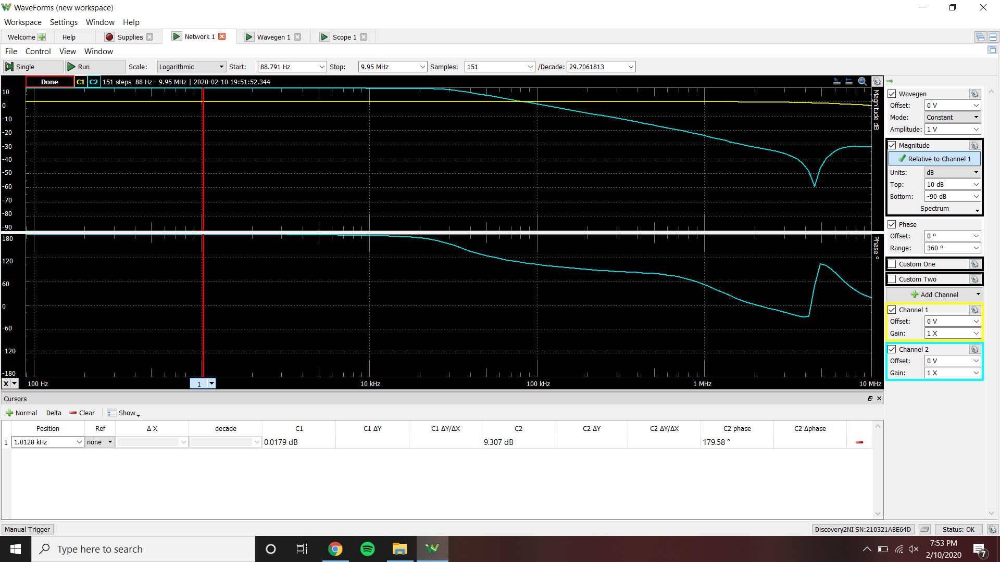 WaveForms (new workspace)
Workspace Settings Window Help
Welcome Help Supplies Network 1 Wavegen 1 Scope 1
File Control View Window
Single Run Scale: Logarithmic Start: 88.791 Hz Stop: 9.95 MHz Samples: 151 /Decade: 29.7061813
Done C1 C2 151 steps 88 Hz - 9.95 MHz | 2020-02-10 19:51:52.344
10
0
-10
-20
-30
-40
-50
-60
-70
-80
-90
Magnitude dB
180
120
60
0
-60
-120
-180
Phase °
X 100 Hz 1 10 kHz 100 kHz 1 MHz 10 MHz
Wavegen
Offset: 0 V
Mode: Constant
Amplitude: 1 V
Magnitude
Relative to Channel 1
Units: dB
Top: 10 dB
Bottom: -90 dB
Spectrum
Phase
Offset: 0 °
Range: 360 °
Custom One
Custom Two
Add Channel
Channel 1
Offset: 0 V
Gain: 1 X
Channel 2
Offset: 0 V
Gain: 1 X
Cursors
Normal Delta Clear Show
Position Ref Δ X decade C1 C1 ΔY C1 ΔY/ΔX C2 C2 ΔY C2 ΔY/ΔX C2 phase C2 Δphase
1 1.0128 kHz none 0.0179 dB 9.307 dB 179.58 °
Manual Trigger Discovery2NI SN:210321ABE64D Status: OK
Type here to search
7:53 PM
2/10/2020
7